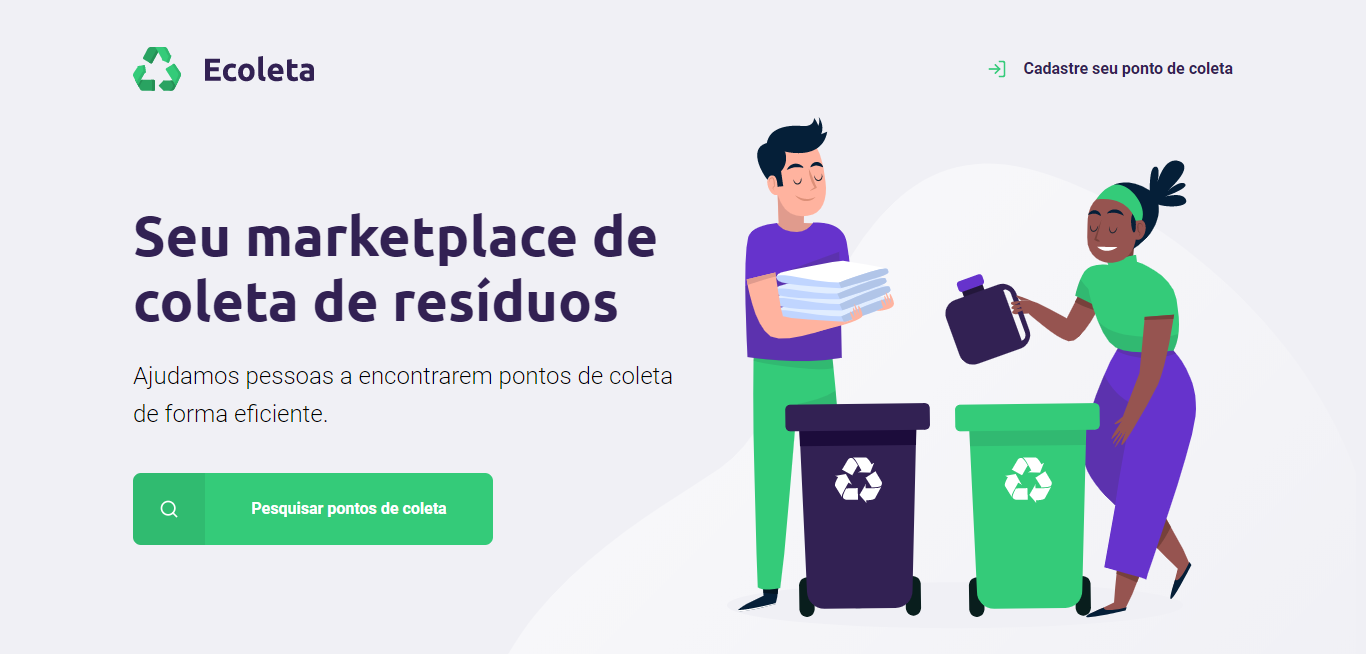 Ecoleta
Cadastre seu ponto de coleta
Seu marketplace de
coleta de resíduos
Ajudamos pessoas a encontrarem pontos de coleta
de forma eficiente.
Pesquisar pontos de coleta